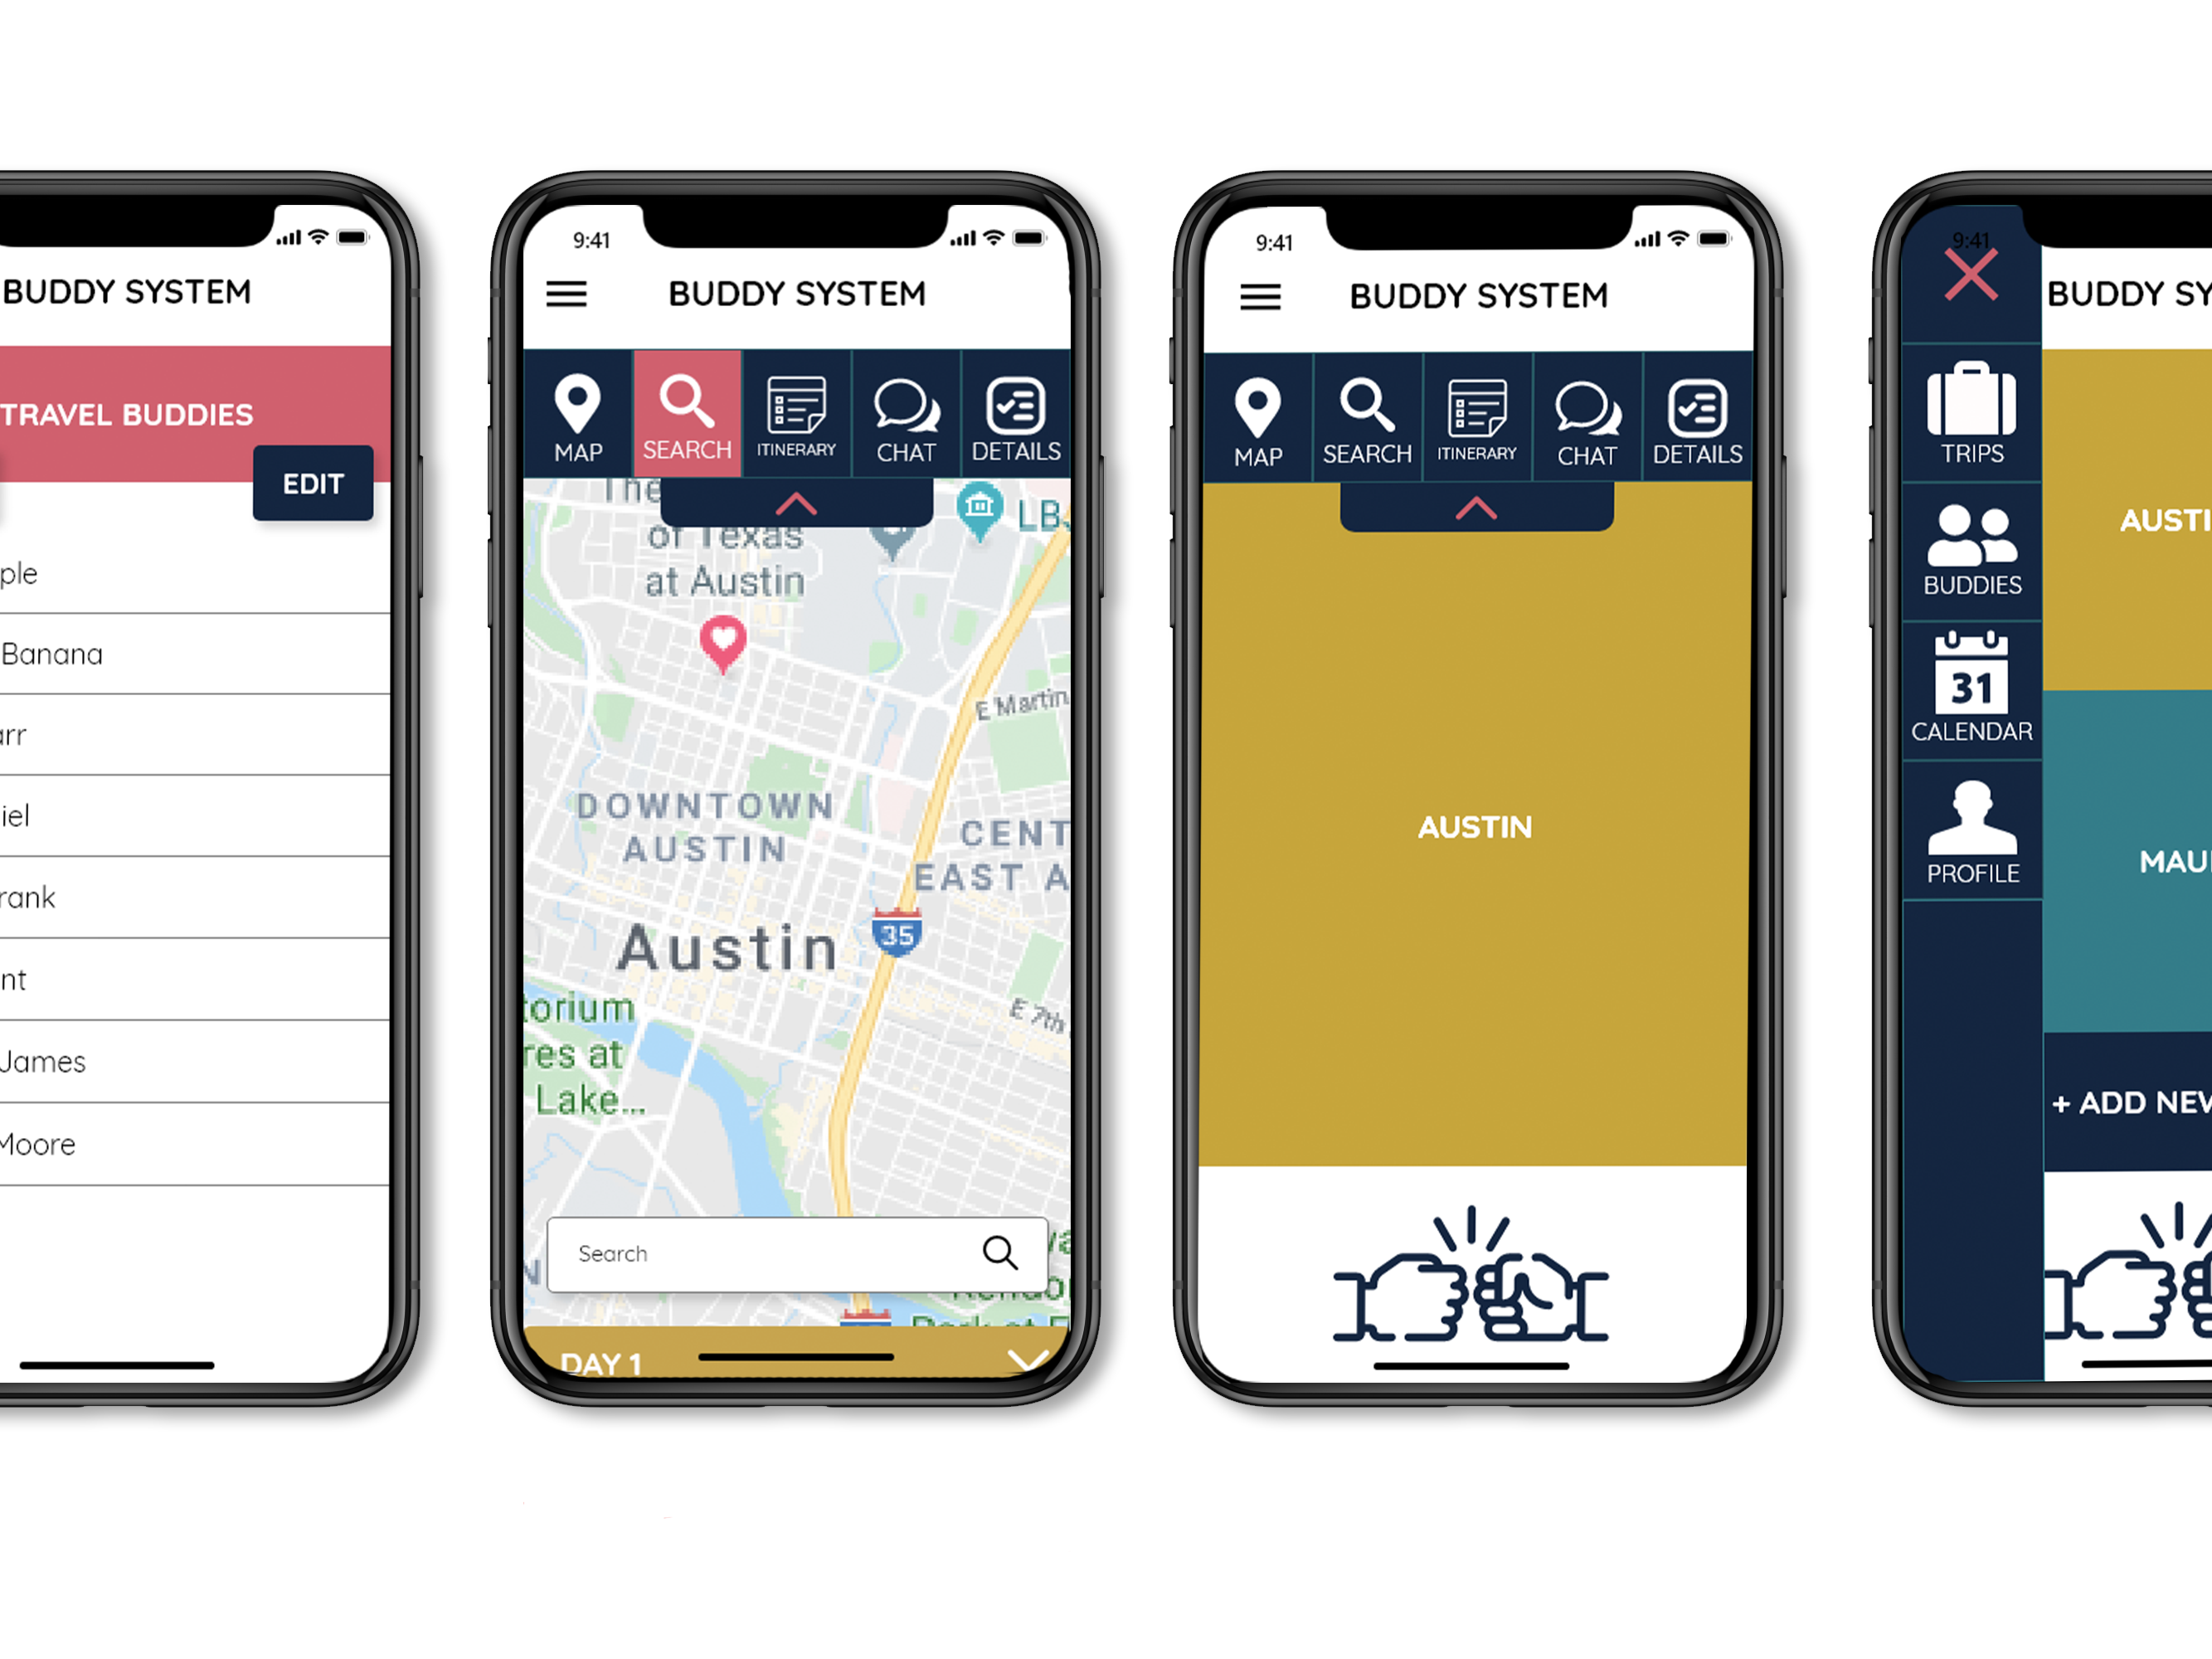 BUDDY SYSTEM
TRAVEL BUDDIES
EDIT
ple
Banana
arr
iel
rank
nt
James
Moore
9:41
BUDDY SYSTEM
MAP
SEARCH
ITINERARY
CHAT
DETAILS
The
of Texas
at Austin
LBJ
E Martin
DOWNTOWN
AUSTIN
CENT
EAST A
Austin
35
E 7th
torium
res at
Lake...
Search
DAY 1
9:41
BUDDY SYSTEM
MAP
SEARCH
ITINERARY
CHAT
DETAILS
AUSTIN
9:41
BUDDY SY
TRIPS
BUDDIES
31
CALENDAR
PROFILE
AUSTI
MAUI
+ ADD NEW